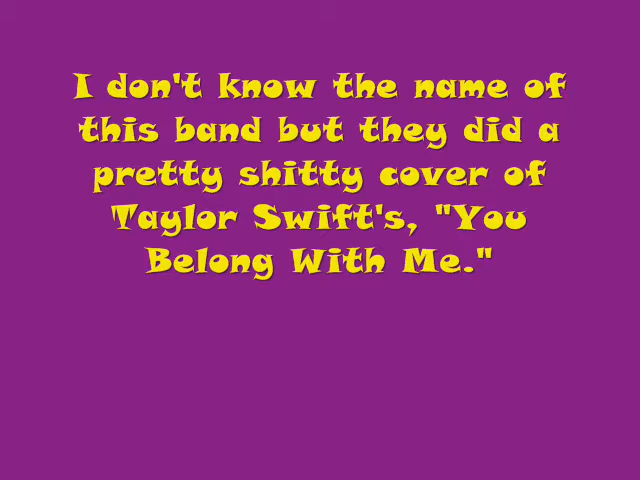 I don't know the name of
this band but they did a
pretty shitty cover of
Taylor Swift's, "You
Belong With Me."